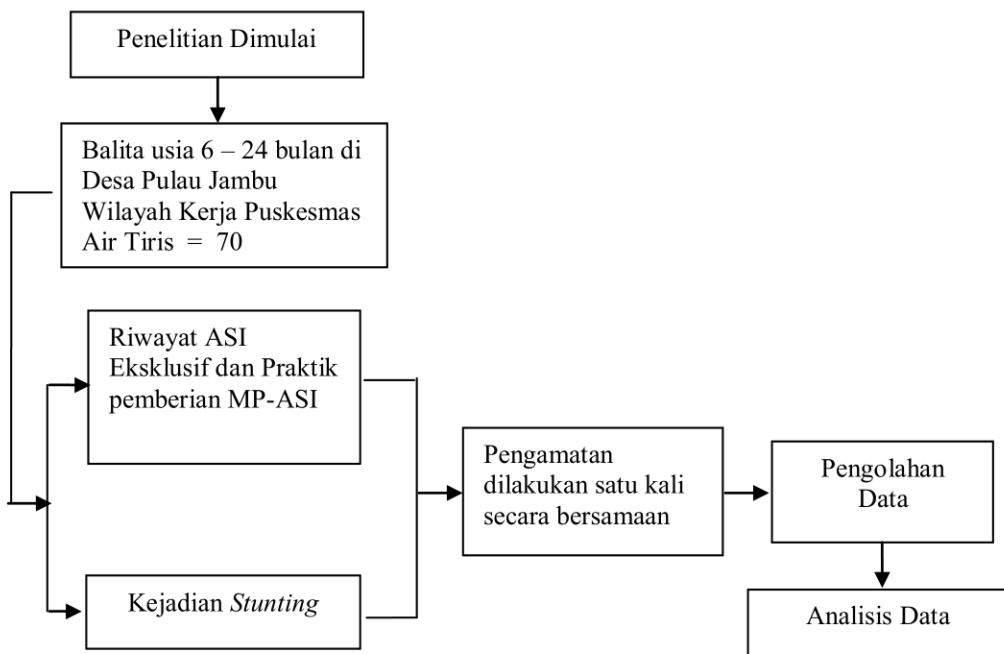 Penelitian Dimulai
Balita usia 6 – 24 bulan di
Desa Pulau Jambu
Wilayah Kerja Puskesmas
Air Tiris = 70
Riwayat ASI
Eksklusif dan Praktik
pemberian MP-ASI
Kejadian Stunting
Pengamatan
dilakukan satu kali
secara bersamaan
Pengolahan
Data
Analisis Data